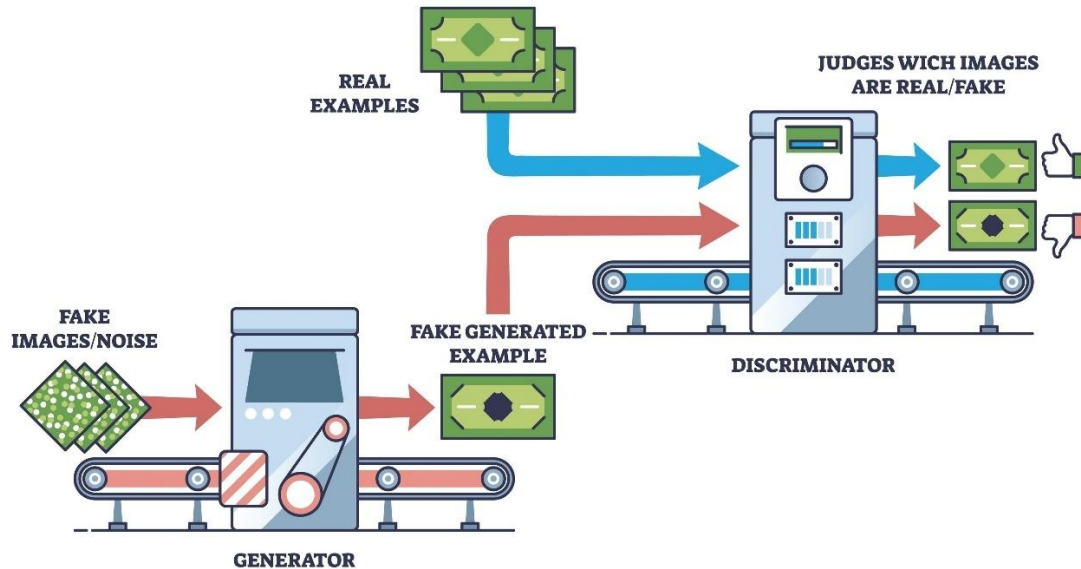 REAL
EXAMPLES
JUDGES WICH IMAGES
ARE REAL/FAKE
FAKE
IMAGES/NOISE
FAKE GENERATED
EXAMPLE
DISCRIMINATOR
GENERATOR